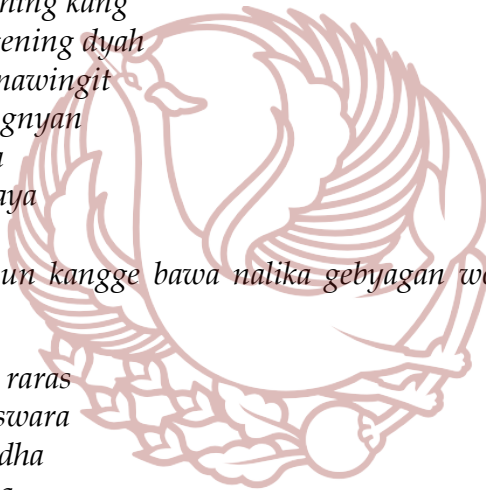 ning kang
ening dyah
nawingit
gnyan
aya
un kangge bawa nalika gebyagan
raras
swara
dha